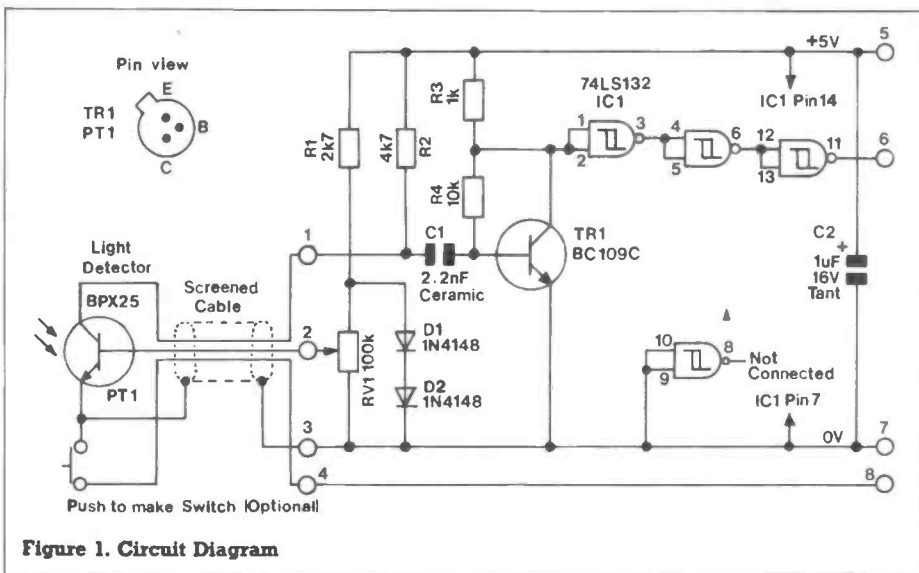 Pin view
E
TR1
PT1
B
C
R1
2k7
4k7
R2
R3
1k
R4
10k
74LS132
IC1
1
2
3
4
5
6
12
13
11
+5V
5
IC1 Pin14
6
Light
Detector
BPX25
PT1
Screened
Cable
1
C1
2.2nF
Ceramic
TR1
BC109C
C2
+
1uF
16V
Tant
2
RV1 100k
D1
1N4148
D2
1N4148
10
9
8
Not
Connected
IC1 Pin7
3
0V
7
4
8
Push to make Switch (Optional)
Figure 1. Circuit Diagram